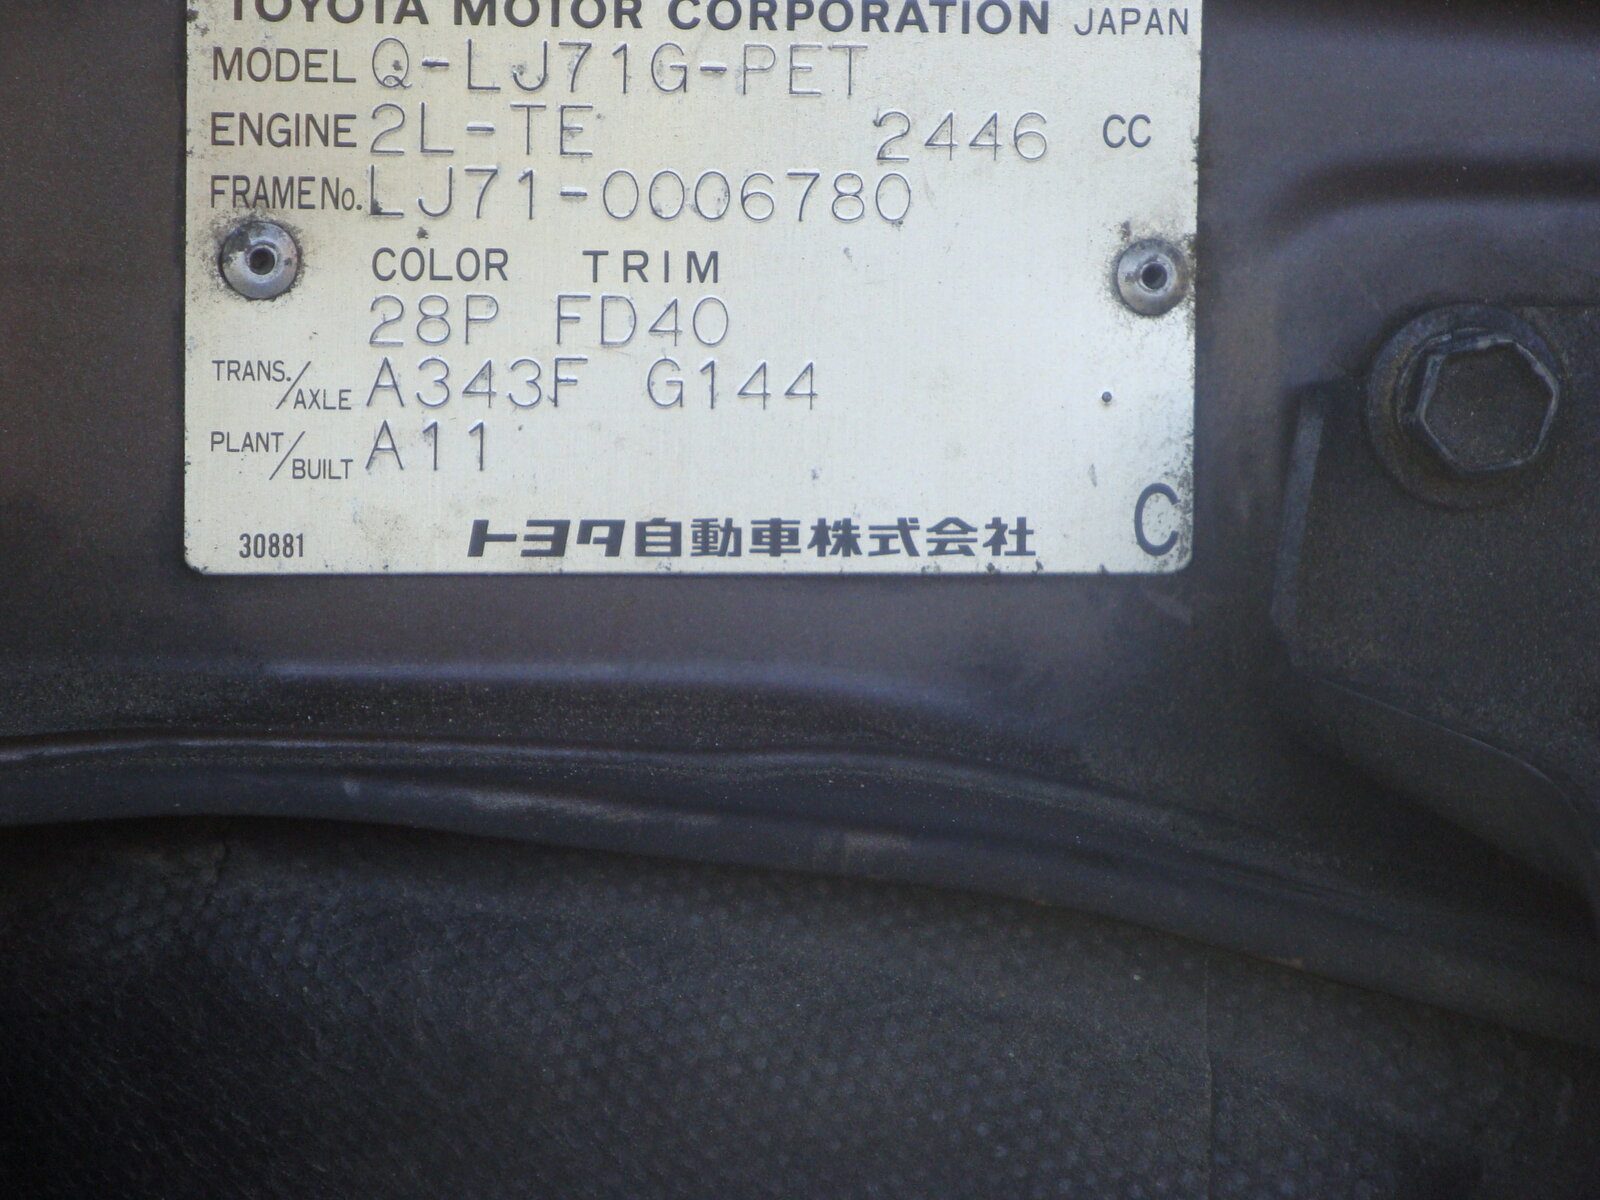 TOYOTA MOTOR CORPORATION JAPAN
MODEL Q-LJ71G-PET
ENGINE 2L-TE 2446 CC
FRAME No. LJ71-0006780
COLOR TRIM
28P FD40
TRANS./AXLE A343F G144
PLANT/BUILT A11
30881 トヨタ自動車株式会社 C